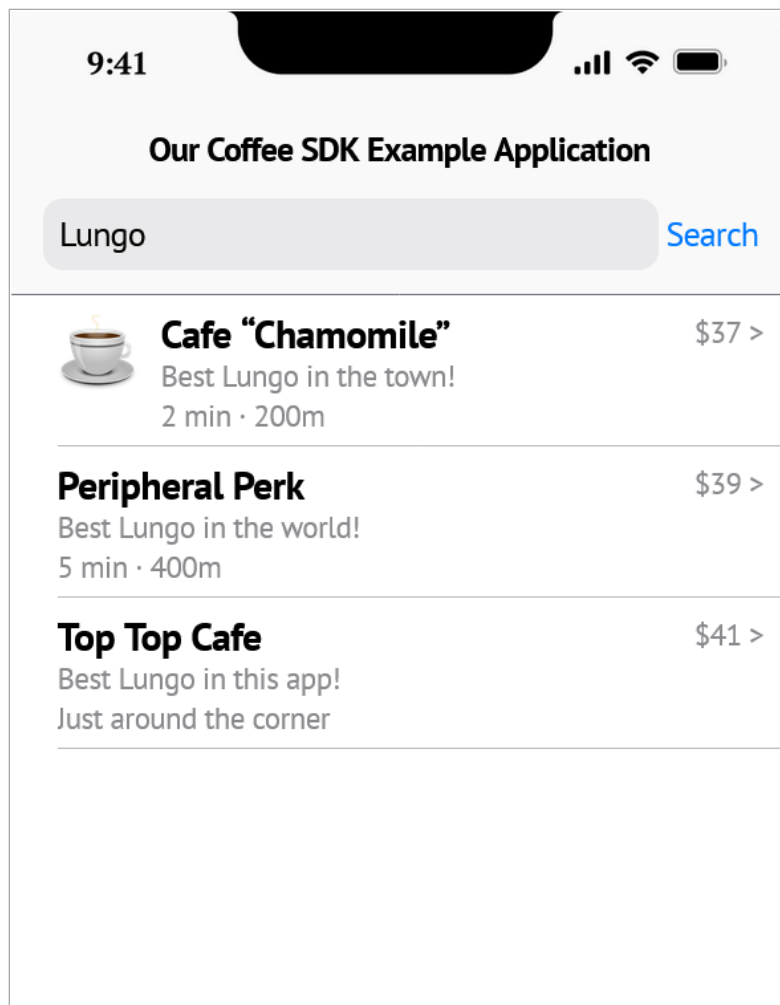 9:41
Our Coffee SDK Example Application
Lungo
Search
Cafe “Chamomile”
$37 >
Best Lungo in the town!
2 min · 200m
Peripheral Perk
$39 >
Best Lungo in the world!
5 min · 400m
Top Top Cafe
$41 >
Best Lungo in this app!
Just around the corner